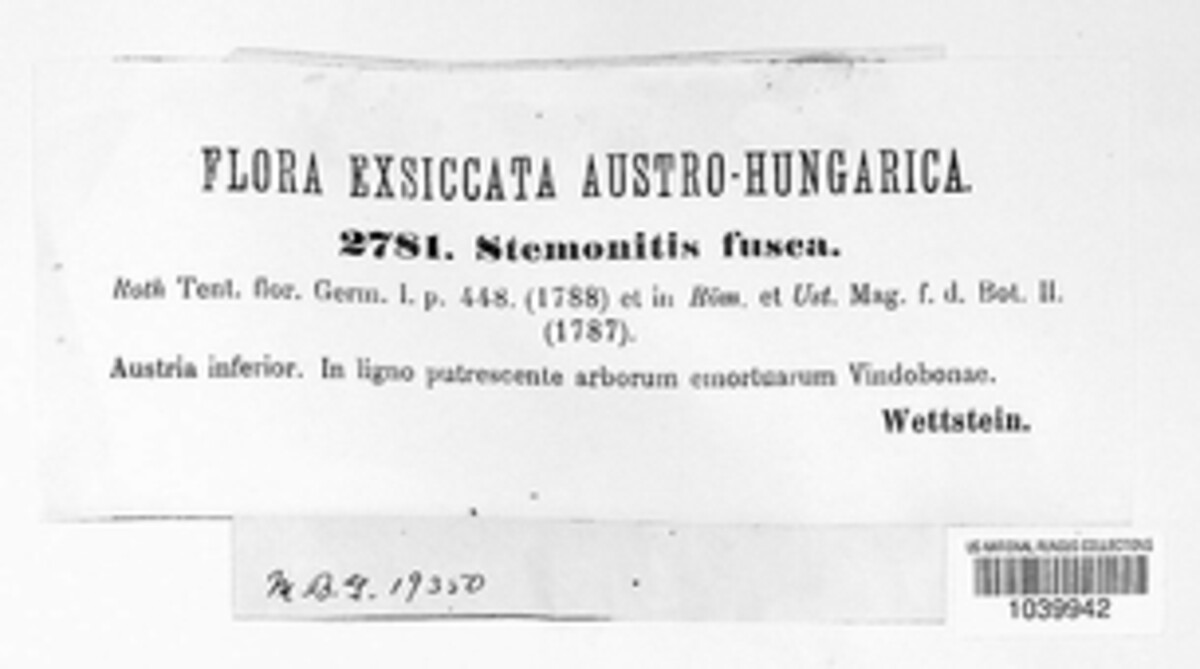 FLORA EXSICCATA AUSTRO-HUNGARICA.
2781. Stemonitis fusca.
Roth Tent. flor. Germ. I. p. 448. (1788) et in Röm. et Ust. Mag. f. d. Bot. II.
(1787).
Austria inferior. In ligno putrescente arborum emortuarum Vindobonae.
Wettstein.
M.B.G. 19350
US NATIONAL FUNGUS COLLECTIONS
1039942